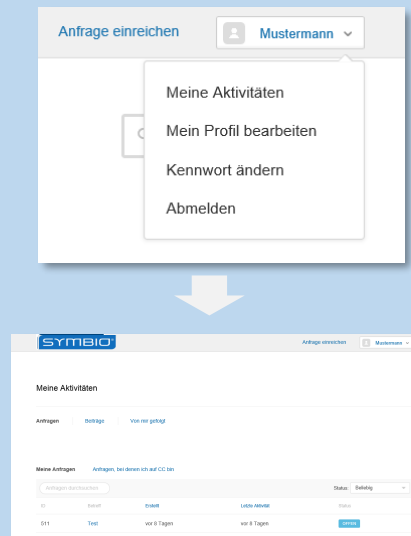 Anfrage einreichen Mustermann
Meine Aktivitäten
Mein Profil bearbeiten
Kennwort ändern
Abmelden
SYMBIO
Anfrage einreichen Mustermann
Meine Aktivitäten
Anfragen Beiträge Von mir gefolgt
Meine Anfragen Anfragen, bei denen ich auf CC bin
Anfragen durchsuchen Status: Beliebig
ID Betreff Erstellt Letzte Aktivität Status
511 Test vor 8 Tagen vor 8 Tagen OFFEN